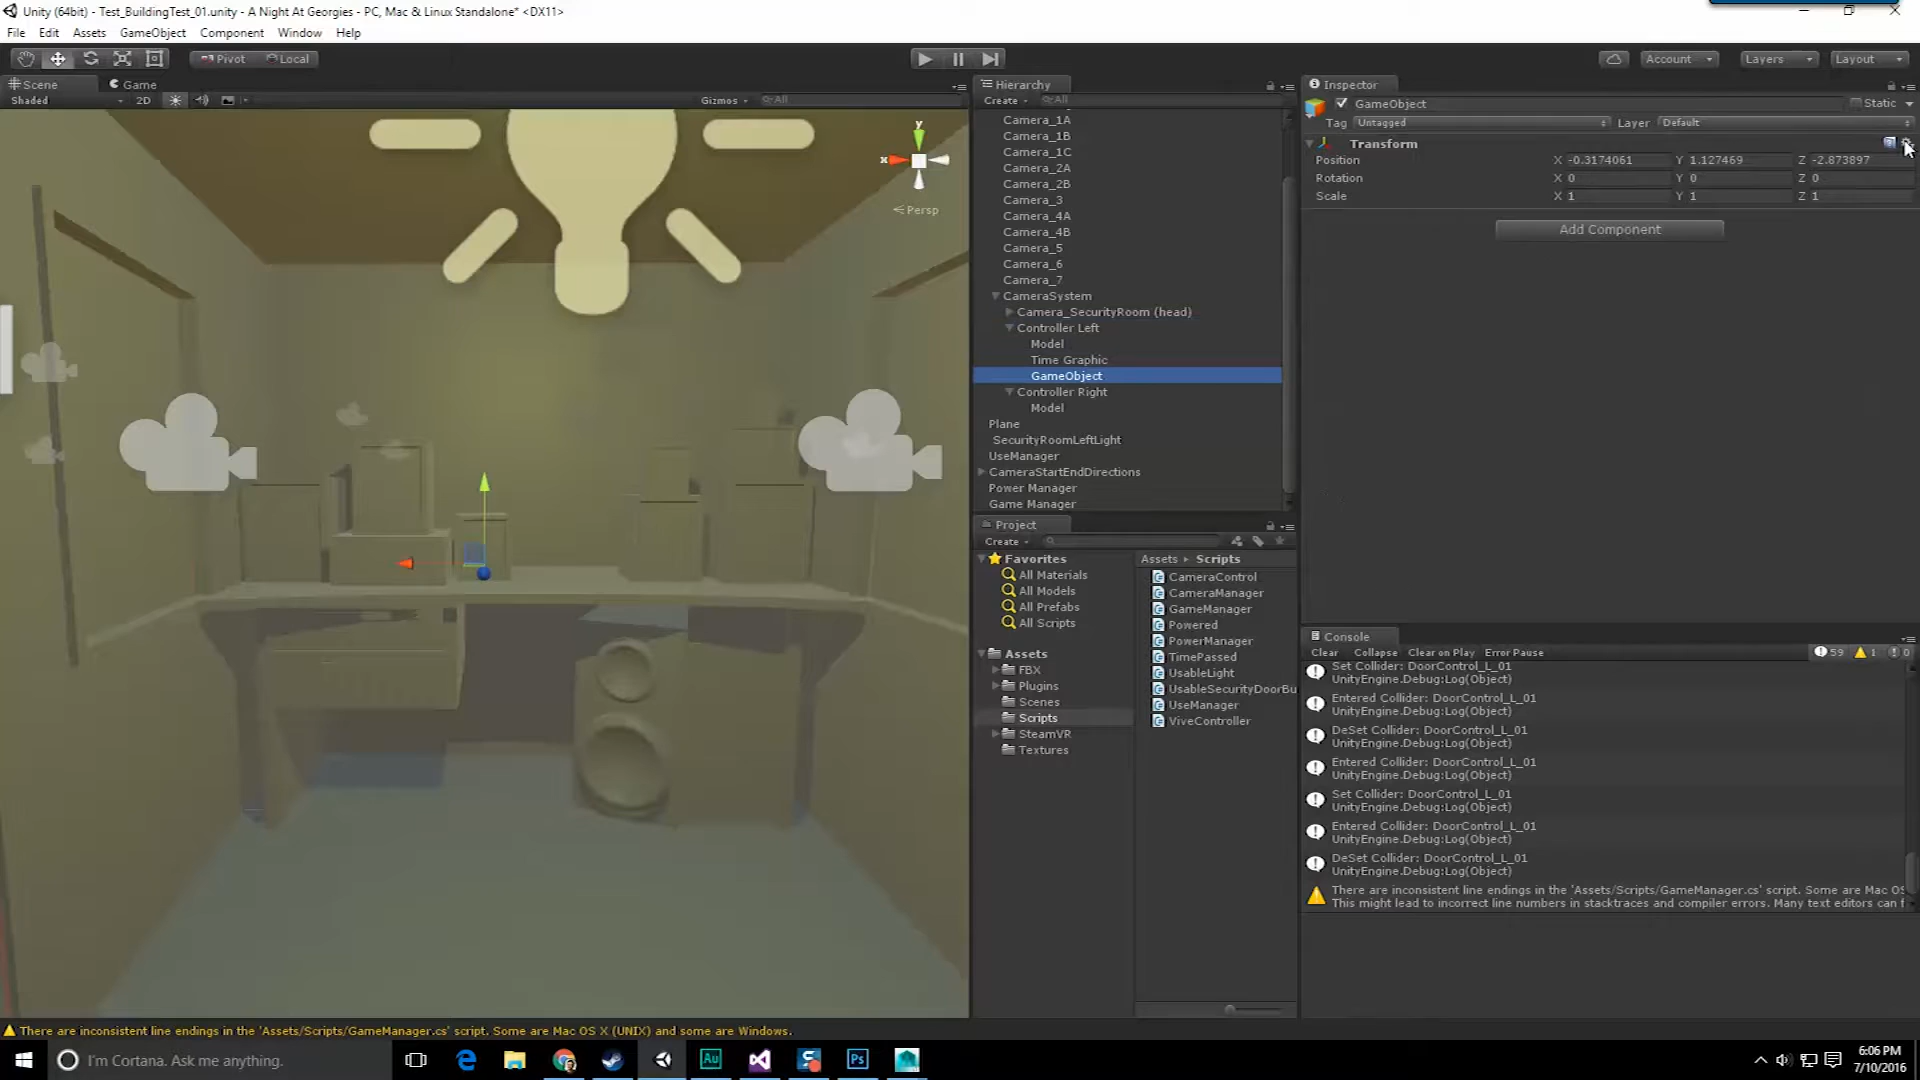 Unity (64bit) - Test_BuildingTest_01.unity - A Night At Georgies - PC, Mac & Linux Standalone* <DX11>
File Edit Assets GameObject Component Window Help
Pivot Local
Account Layers Layout
Scene Game
Shaded 2D Gizmos All
y
x
Persp
Hierarchy
Create All
Camera_1A
Camera_1B
Camera_1C
Camera_2A
Camera_2B
Camera_3
Camera_4A
Camera_4B
Camera_5
Camera_6
Camera_7
CameraSystem
Camera_SecurityRoom (head)
Controller Left
Model
Time Graphic
GameObject
Controller Right
Model
Plane
SecurityRoomLeftLight
UseManager
CameraStartEndDirections
Power Manager
Game Manager
Project
Create
Favorites
All Materials
All Models
All Prefabs
All Scripts
Assets
FBX
Plugins
Scenes
Scripts
SteamVR
Textures
Assets Scripts
CameraControl
CameraManager
GameManager
Powered
PowerManager
TimePassed
UsableLight
UsableSecurityDoorBu
UseManager
ViveController
Inspector
GameObject Static
Tag Untagged Layer Default
Transform
Position X -0.3174061 Y 1.127469 Z -2.873897
Rotation X 0 Y 0 Z 0
Scale X 1 Y 1 Z 1
Add Component
Console
Clear Collapse Clear on Play Error Pause 59 1 0
Set Collider: DoorControl_L_01
UnityEngine.Debug:Log(Object)
Entered Collider: DoorControl_L_01
UnityEngine.Debug:Log(Object)
DeSet Collider: DoorControl_L_01
UnityEngine.Debug:Log(Object)
Entered Collider: DoorControl_L_01
UnityEngine.Debug:Log(Object)
Set Collider: DoorControl_L_01
UnityEngine.Debug:Log(Object)
Entered Collider: DoorControl_L_01
UnityEngine.Debug:Log(Object)
DeSet Collider: DoorControl_L_01
UnityEngine.Debug:Log(Object)
There are inconsistent line endings in the 'Assets/Scripts/GameManager.cs' script. Some are Mac OS
This might lead to incorrect line numbers in stacktraces and compiler errors. Many text editors can f
There are inconsistent line endings in the 'Assets/Scripts/GameManager.cs' script. Some are Mac OS X (UNIX) and some are Windows.
I'm Cortana. Ask me anything.
Au
Ps
6:06 PM
7/10/2016